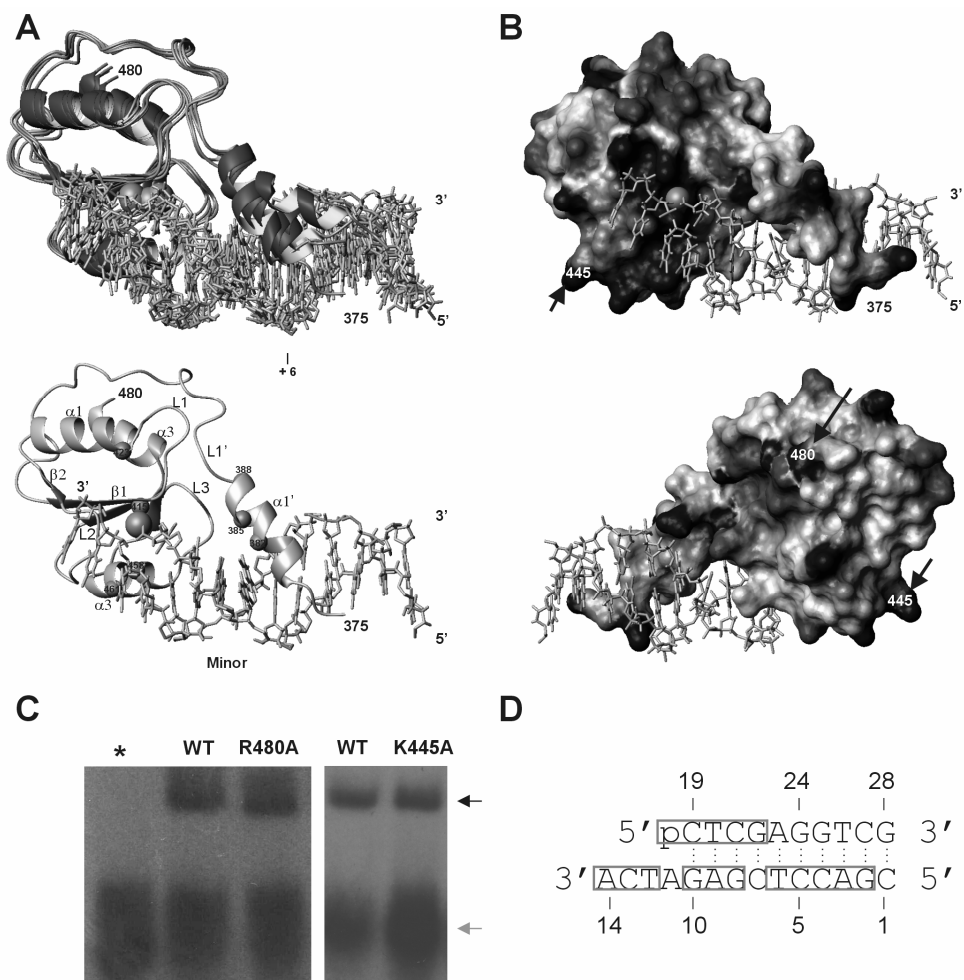 A
B
480
3'
375
5'
+ 6
445
3'
375
5'
480
L1
α1
α3
L1'
388
β2
3'
β1
L3
α1'
385
L2
α3
375
5'
Minor
480
445
C
D
* WT R480A WT K445A
19 24 28
5' pCTCGAGGTCG 3'
3' ACTAGAGCTCCAGC 5'
14 10 5 1